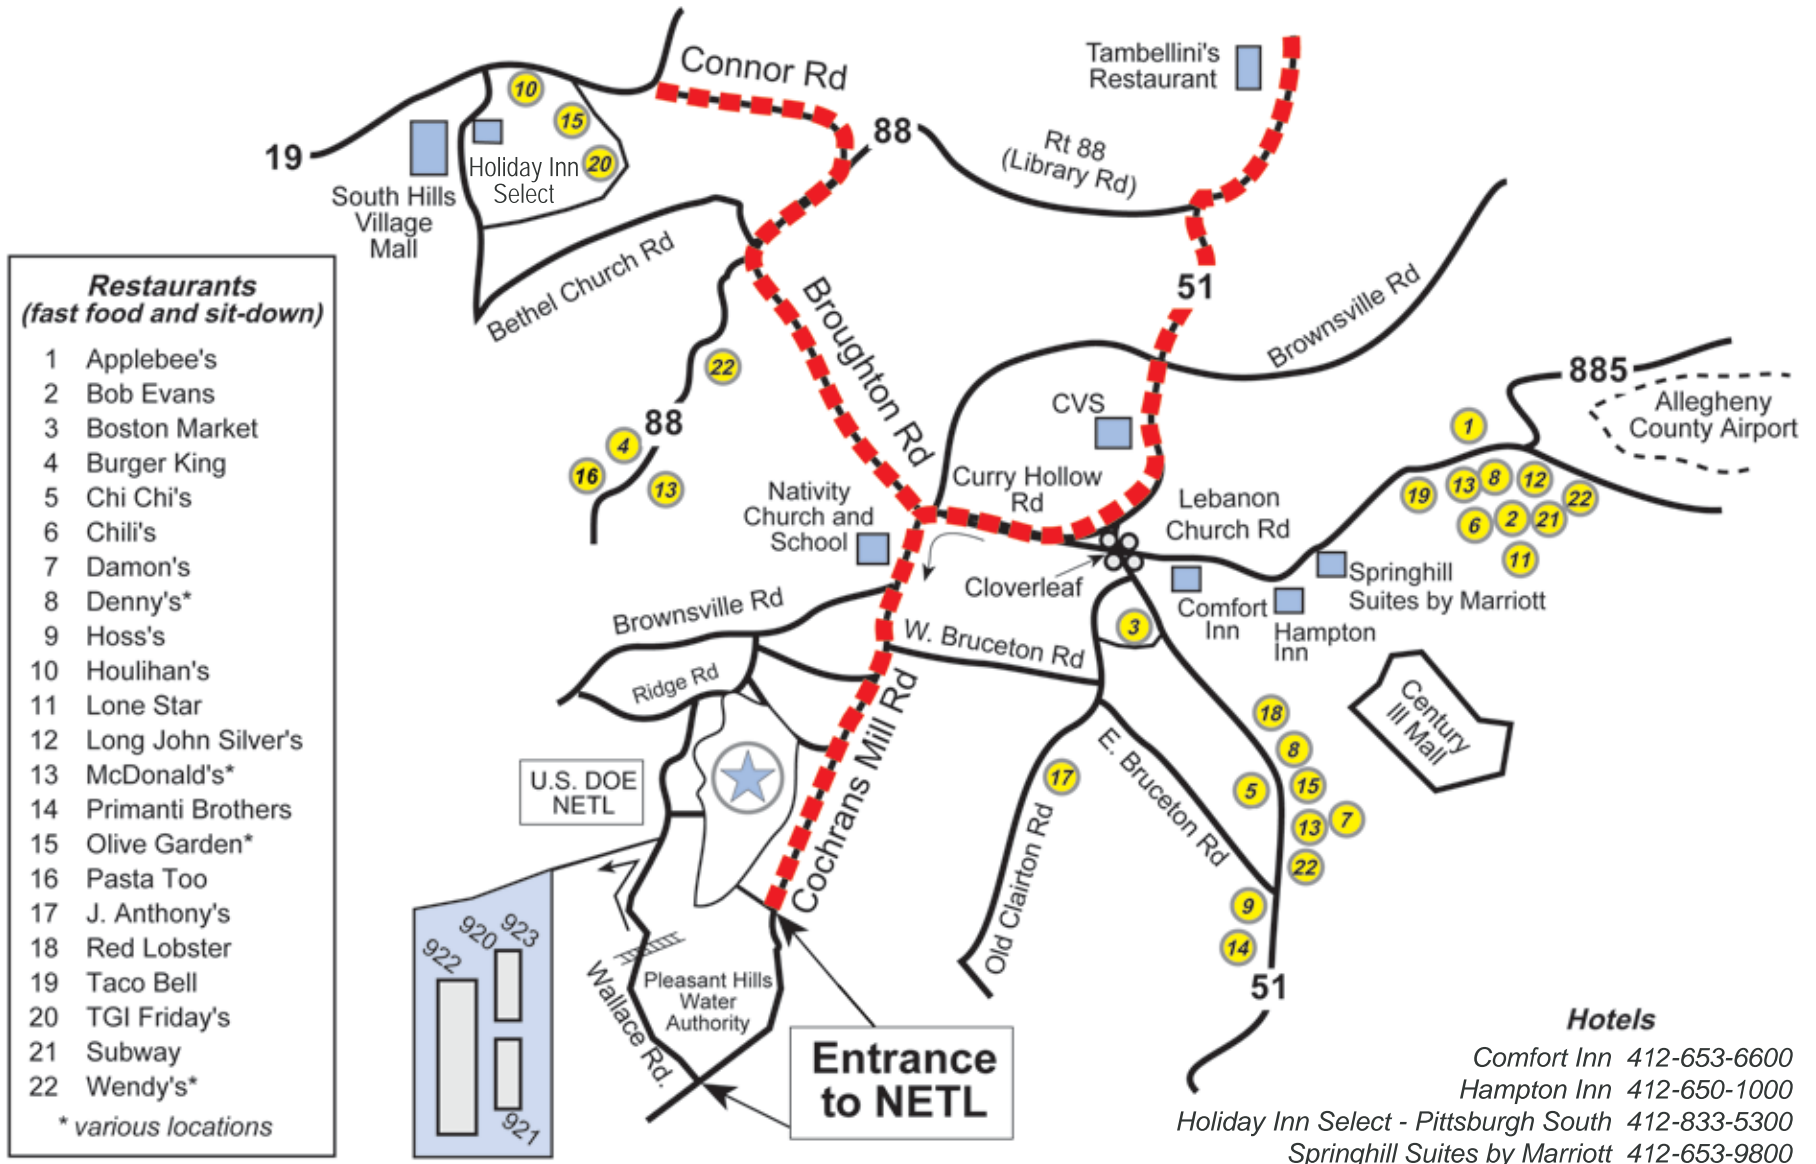 Connor Rd
88
Tambellini's
Restaurant
Rt 88
(Library Rd)
19
10
15
20
Holiday Inn
Select
South Hills
Village
Mall
Bethel Church Rd
Broughton Rd
51
Brownsville Rd
885
Allegheny
County Airport
Restaurants
(fast food and sit-down)
1 Applebee's
2 Bob Evans
3 Boston Market
4 Burger King
5 Chi Chi's
6 Chili's
7 Damon's
8 Denny's*
9 Hoss's
10 Houlihan's
11 Lone Star
12 Long John Silver's
13 McDonald's*
14 Primanti Brothers
15 Olive Garden*
16 Pasta Too
17 J. Anthony's
18 Red Lobster
19 Taco Bell
20 TGI Friday's
21 Subway
22 Wendy's*
* various locations
22
88
4
16
13
CVS
Curry Hollow
Rd
Nativity
Church and
School
Lebanon
Church Rd
1
19
13
8
12
22
6
2
21
11
Cloverleaf
Comfort
Inn
Hampton
Inn
Springhill
Suites by Marriott
Brownsville Rd
W. Bruceton Rd
3
Ridge Rd
Cochrans Mill Rd
U.S. DOE
NETL
Century
III Mall
18
8
15
5
13
7
22
9
14
17
E. Bruceton Rd
Old Clairton Rd
51
922
920
923
921
Pleasant Hills
Water
Authority
Wallace Rd.
Entrance
to NETL
Hotels
Comfort Inn 412-653-6600
Hampton Inn 412-650-1000
Holiday Inn Select - Pittsburgh South 412-833-5300
Springhill Suites by Marriott 412-653-9800